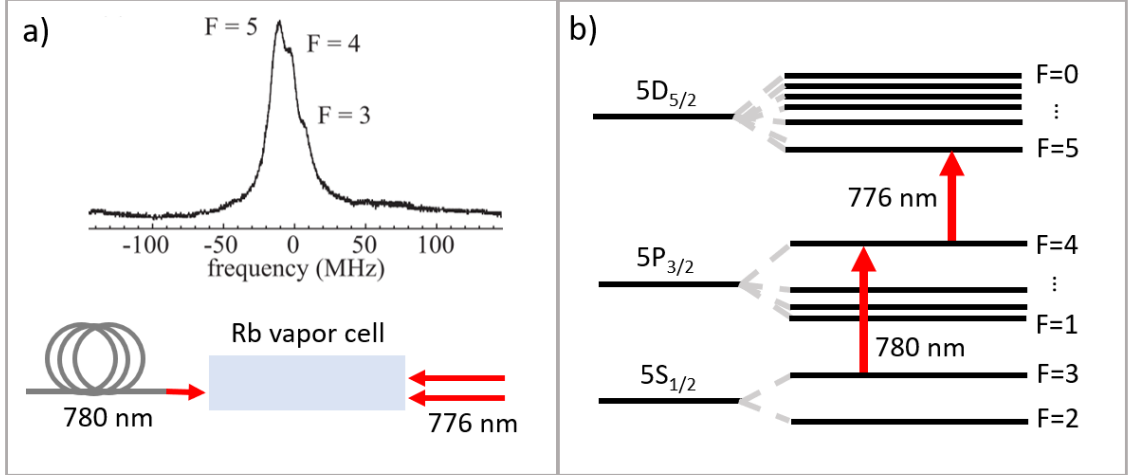 a)
F = 5
F = 4
F = 3
-100 -50 0 50 100
frequency (MHz)
Rb vapor cell
780 nm
776 nm
b)
5D5/2
F=0
...
F=5
776 nm
5P3/2
F=4
...
F=1
780 nm
5S1/2
F=3
F=2